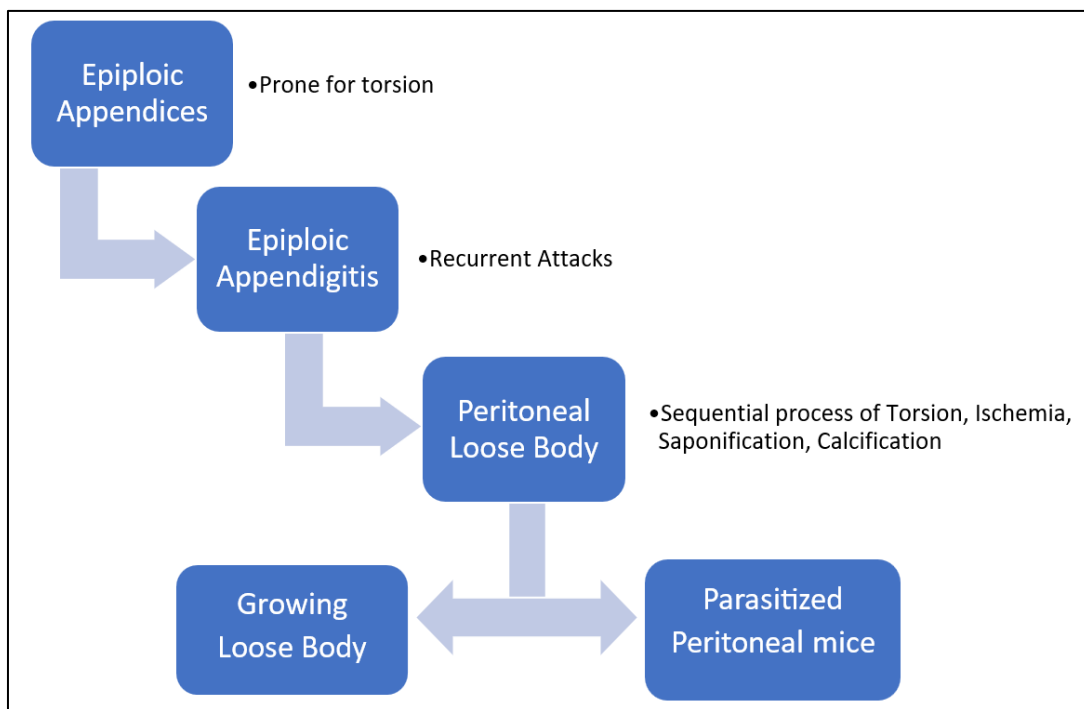 Epiploic
Appendices
•Prone for torsion
Epiploic
Appendigitis
•Recurrent Attacks
Peritoneal
Loose Body
•Sequential process of Torsion, Ischemia,
Saponification, Calcification
Growing
Loose Body
Parasitized
Peritoneal mice